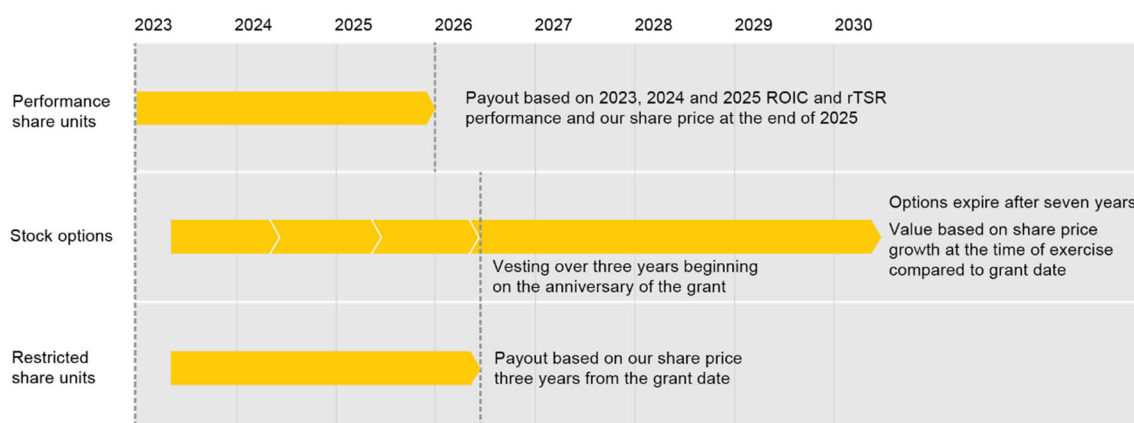 2023 2024 2025 2026 2027 2028 2029 2030
Performance
share units
Payout based on 2023, 2024 and 2025 ROIC and rTSR
performance and our share price at the end of 2025
Stock options
Options expire after seven years
Value based on share price
growth at the time of exercise
compared to grant date
Vesting over three years beginning
on the anniversary of the grant
Restricted
share units
Payout based on our share price
three years from the grant date